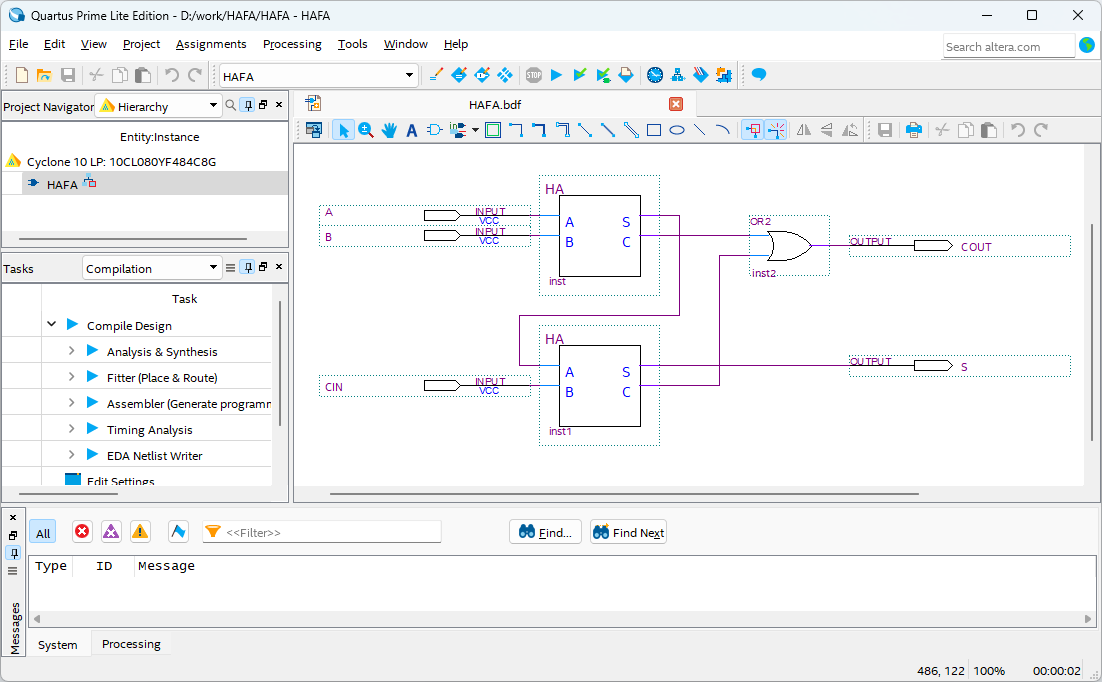 Quartus Prime Lite Edition - D:/work/HAFA/HAFA - HAFA
File Edit View Project Assignments Processing Tools Window Help
Search altera.com
HAFA
STOP
Project Navigator Hierarchy
Entity:Instance
Cyclone 10 LP: 10CL080YF484C8G
HAFA
Tasks Compilation
Task
Compile Design
Analysis & Synthesis
Fitter (Place & Route)
Assembler (Generate programm
Timing Analysis
EDA Netlist Writer
Edit Settings
HAFA.bdf
A INPUT
VCC
B INPUT
VCC
HA
A S
B C
inst
OR2
inst2
OUTPUT COUT
HA
A S
B C
inst1
CIN INPUT
VCC
OUTPUT S
All <<Filter>> Find... Find Next
Type ID Message
Messages
System Processing
486, 122 100% 00:00:02